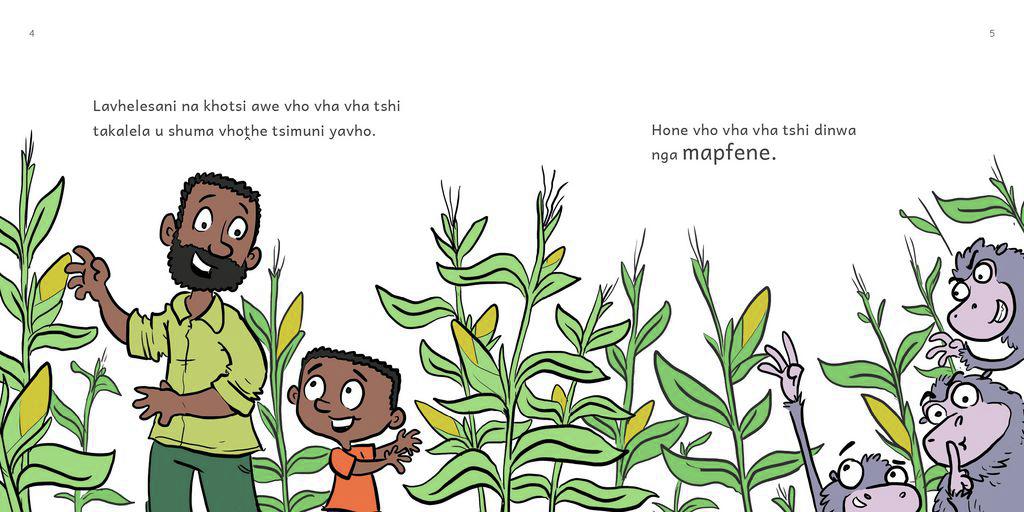 4
Lavhelesani na khotsi awe vho vha vha tshi
takalela u shuma vhoṱhe tsimuni yavho.
5
Hone vho vha vha tshi dinwa
nga mapfene.